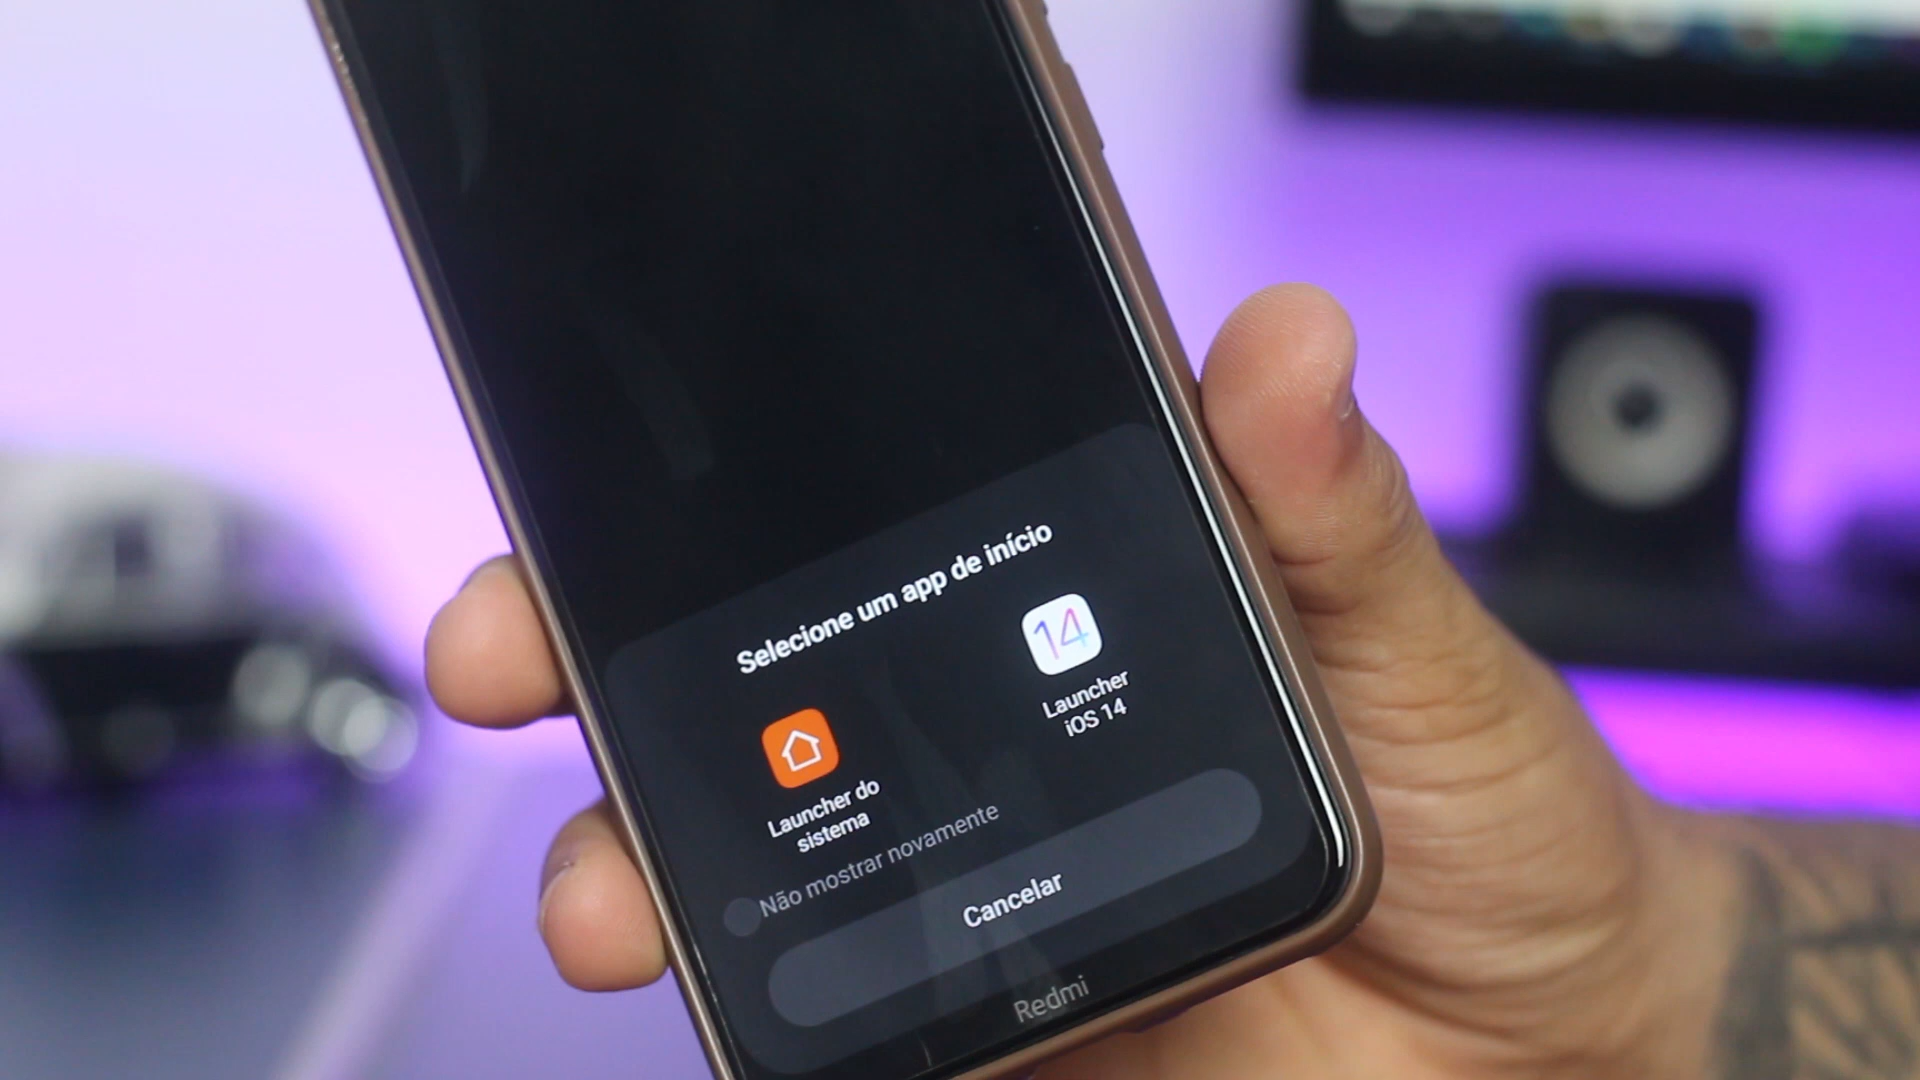 Selecione um app de início
14
Launcher do
sistema
Launcher
iOS 14
Não mostrar novamente
Cancelar
Redmi